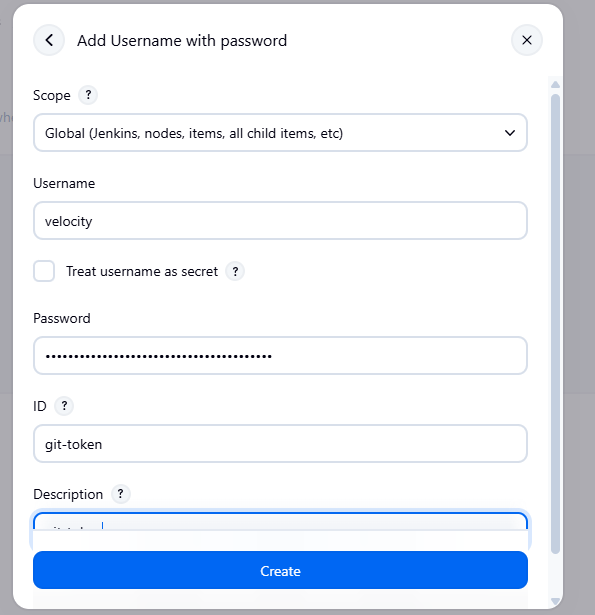 Add Username with password
Scope ?
Global (Jenkins, nodes, items, all child items, etc)
Username
velocity
Treat username as secret ?
Password
••••••••••••••••••••••••••••••••••••••••
ID ?
git-token
Description ?
Create